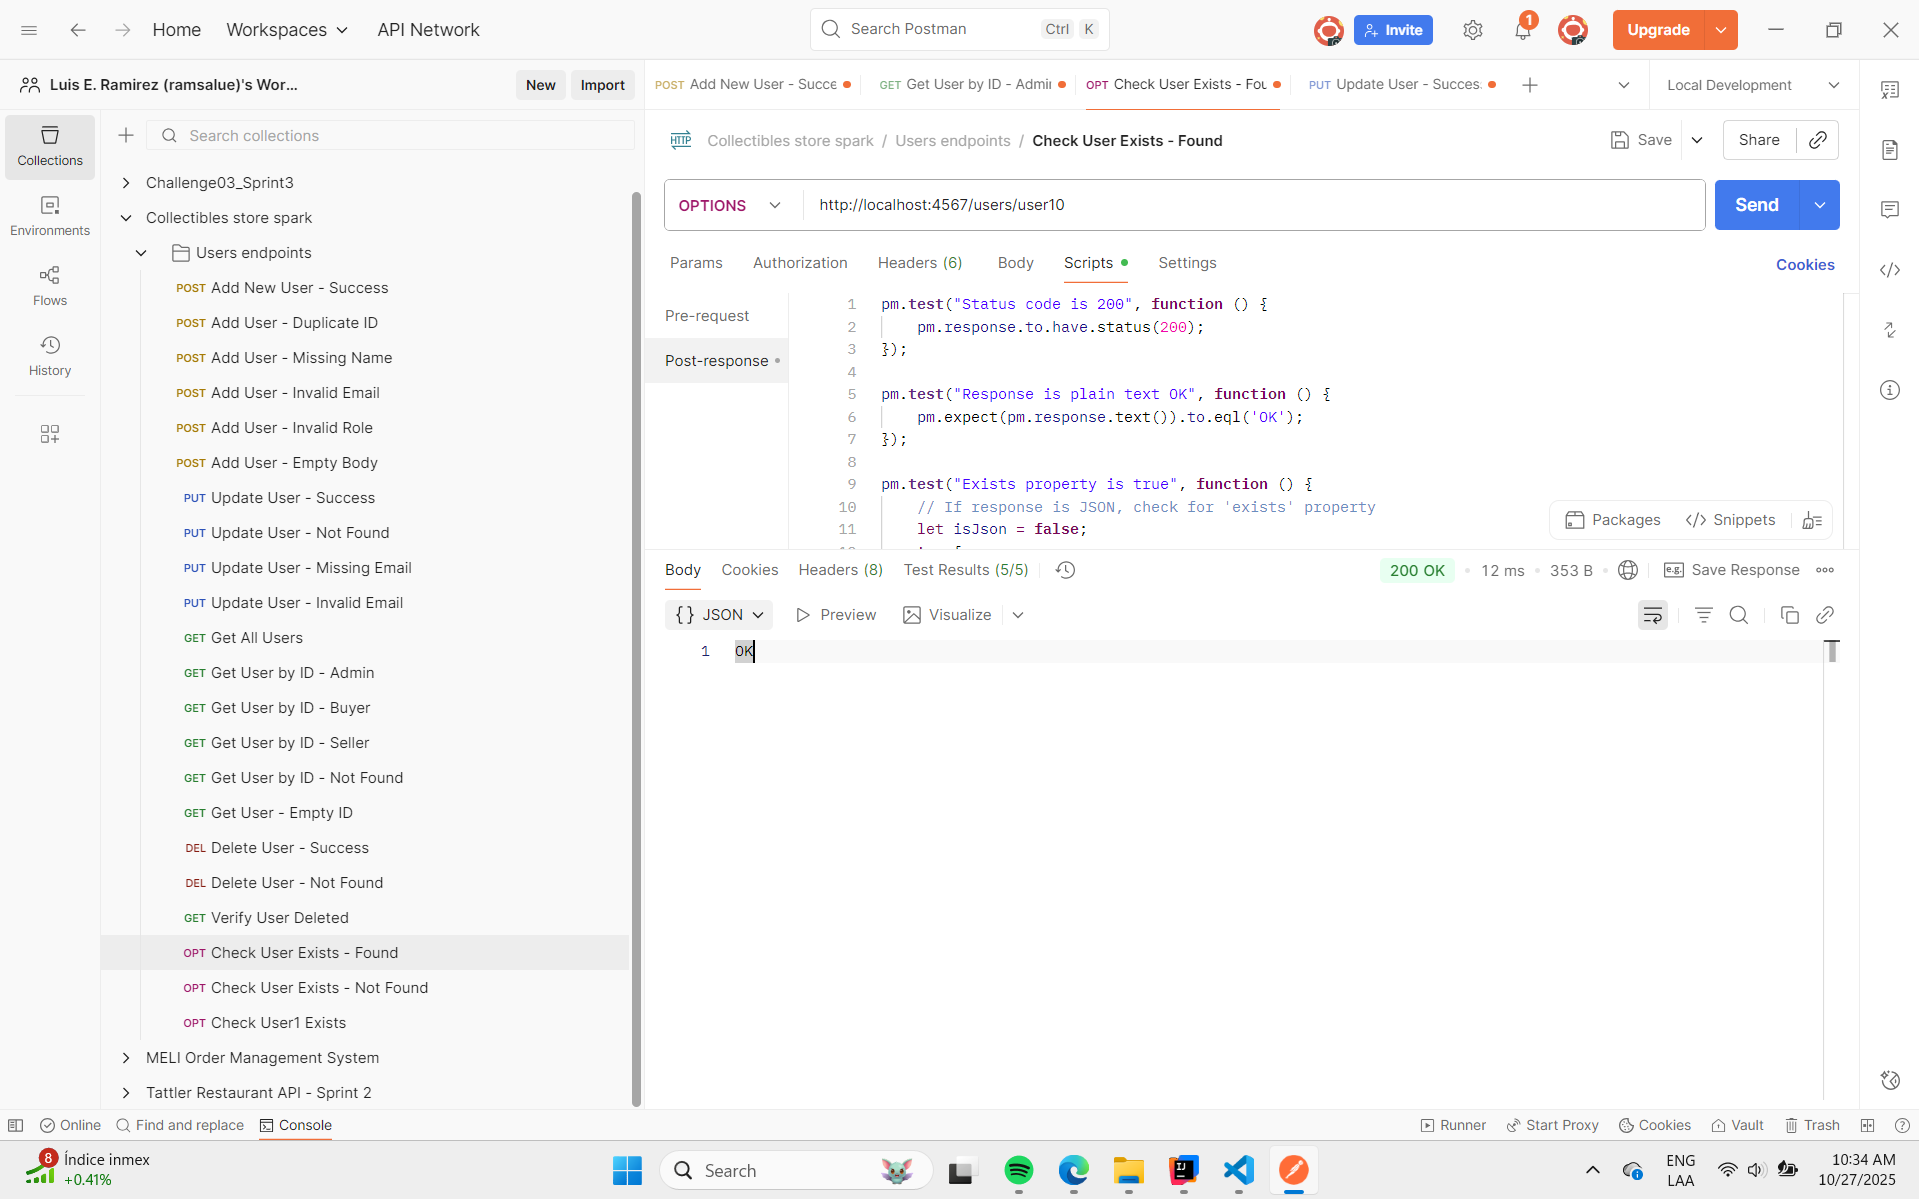 Home
Workspaces
API Network
Search Postman
Ctrl K
Invite
1
Upgrade
Luis E. Ramirez (ramsalue)'s Wor...
New
Import
POST Add New User - Succe
GET Get User by ID - Admi
OPT Check User Exists - Fou
PUT Update User - Succes
Local Development
Collections
Environments
Flows
History
Search collections
Challenge03_Sprint3
Collectibles store spark
Users endpoints
POST Add New User - Success
POST Add User - Duplicate ID
POST Add User - Missing Name
POST Add User - Invalid Email
POST Add User - Invalid Role
POST Add User - Empty Body
PUT Update User - Success
PUT Update User - Not Found
PUT Update User - Missing Email
PUT Update User - Invalid Email
GET Get All Users
GET Get User by ID - Admin
GET Get User by ID - Buyer
GET Get User by ID - Seller
GET Get User by ID - Not Found
GET Get User - Empty ID
DEL Delete User - Success
DEL Delete User - Not Found
GET Verify User Deleted
OPT Check User Exists - Found
OPT Check User Exists - Not Found
OPT Check User1 Exists
MELI Order Management System
Tattler Restaurant API - Sprint 2
HTTP Collectibles store spark / Users endpoints / Check User Exists - Found
Save
Share
OPTIONS
http://localhost:4567/users/user10
Send
Params
Authorization
Headers (6)
Body
Scripts
Settings
Cookies
Pre-request
Post-response
1 pm.test("Status code is 200", function () {
2 pm.response.to.have.status(200);
3 });
4
5 pm.test("Response is plain text OK", function () {
6 pm.expect(pm.response.text()).to.eql('OK');
7 });
8
9 pm.test("Exists property is true", function () {
10 // If response is JSON, check for 'exists' property
11 let isJson = false;
Packages
Snippets
Body
Cookies
Headers (8)
Test Results (5/5)
200 OK
12 ms
353 B
e.g. Save Response
{} JSON
Preview
Visualize
1 OK
Online
Find and replace
Console
Runner
Start Proxy
Cookies
Vault
Trash
8
Índice inmex
+0.41%
Search
IJ
ENG
LAA
10:34 AM
10/27/2025